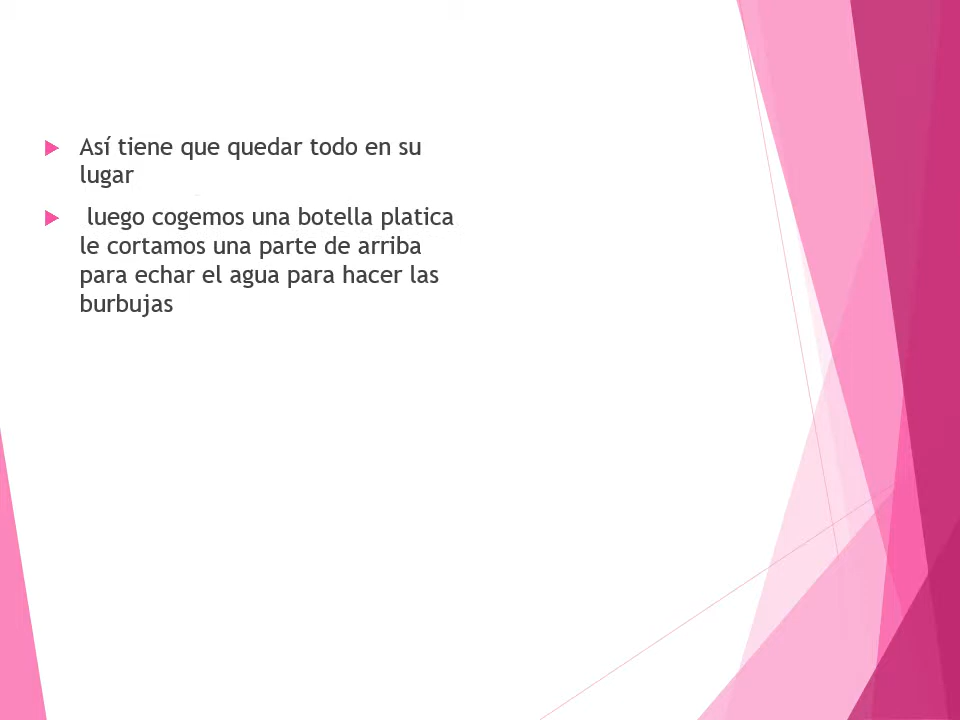 Así tiene que quedar todo en su
lugar
luego cogemos una botella platica
le cortamos una parte de arriba
para echar el agua para hacer las
burbujas